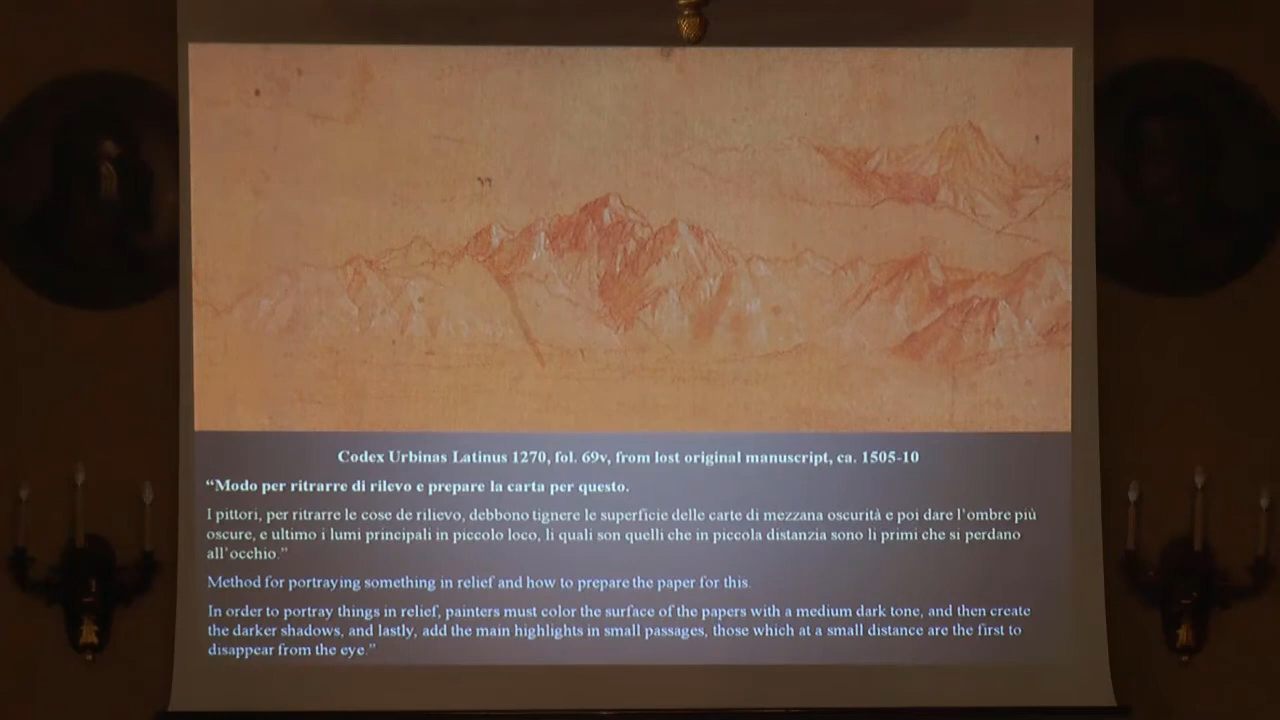 Codex Urbinas Latinus 1270, fol. 69v, from lost original manuscript, ca. 1505-10
“Modo per ritrarre di rilevo e prepare la carta per questo.
I pittori, per ritrarre le cose de rilievo, debbono tignere le superficie delle carte di mezzana oscurità e poi dare l’ombre più
oscure, e ultimo i lumi principali in piccolo loco, li quali son quelli che in piccola distanzia sono li primi che si perdano
all’occhio.”
Method for portraying something in relief and how to prepare the paper for this.
In order to portray things in relief, painters must color the surface of the papers with a medium dark tone, and then create
the darker shadows, and lastly, add the main highlights in small passages, those which at a small distance are the first to
disappear from the eye.”